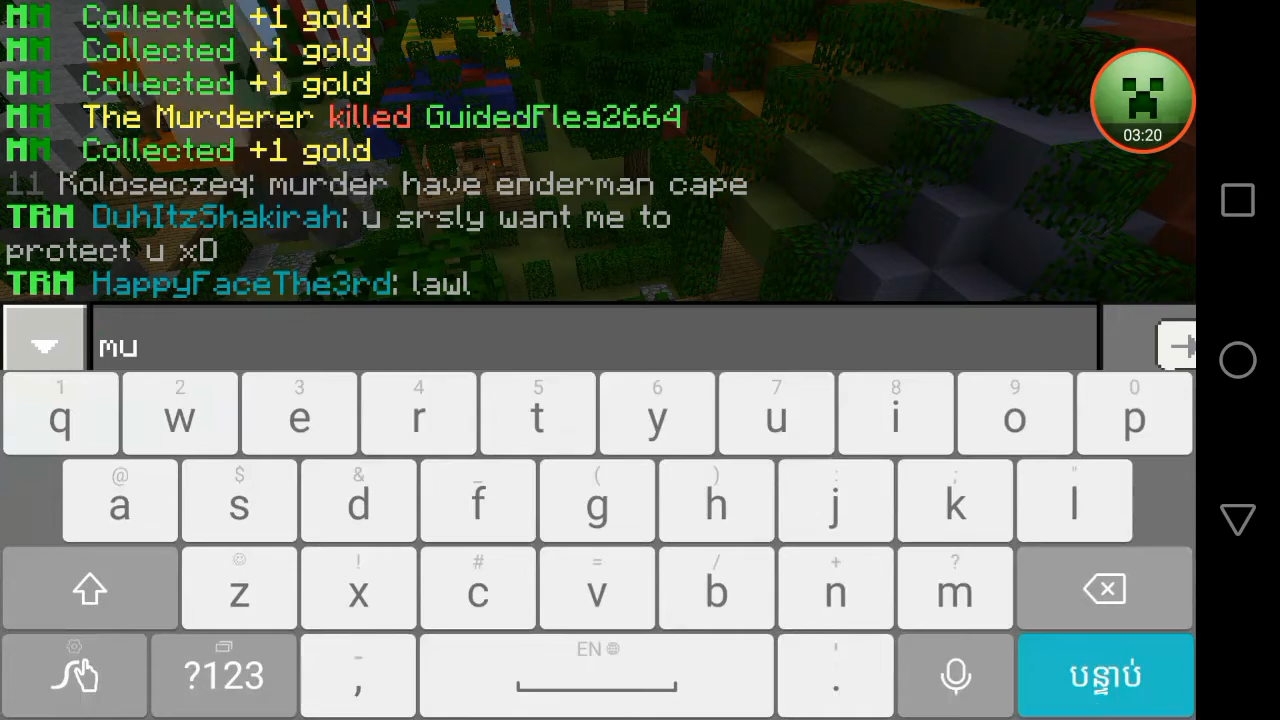 MM Collected +1 gold
MM Collected +1 gold
MM Collected +1 gold
MM The Murderer killed GuidedFlea2664
MM Collected +1 gold
11 Koloseczeq: murder have enderman cape
TRM DuhItzShakirah: u srsly want me to
protect u xD
TRM HappyFaceThe3rd: lawl
03:20
mu
1 2 3 4 5 6 7 8 9 0
q w e r t y u i o p
@ $ & _ ( ) : ; "
a s d f g h j k l
! # = / + ?
z x c v b n m
- EN '
?123 , . បន្ទាប់